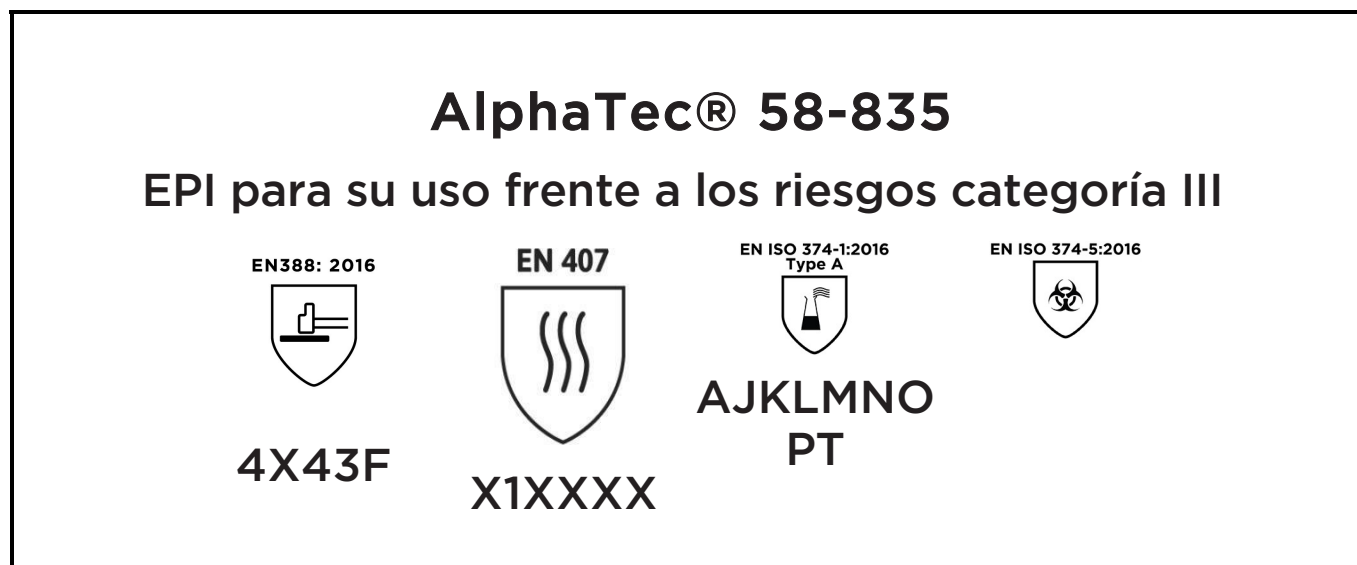 AlphaTec® 58-835
EPI para su uso frente a los riesgos categoría III
EN388: 2016
4X43F
EN 407
X1XXXX
EN ISO 374-1:2016
Type A
AJKLMNO
PT
EN ISO 374-5:2016